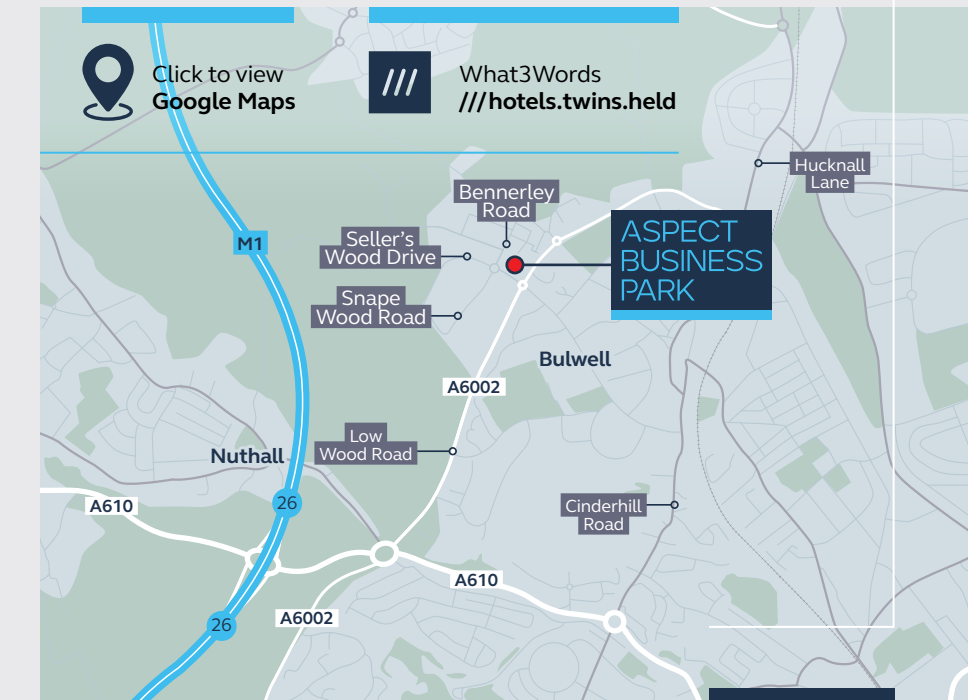 Click to view
Google Maps
What3Words
///hotels.twins.held
Hucknall
Lane
Bennerley
Road
ASPECT
BUSINESS
PARK
Seller's
Wood Drive
M1
Snape
Wood Road
Bulwell
A6002
Low
Wood Road
Nuthall
26
A610
Cinderhill
Road
A610
A6002
26